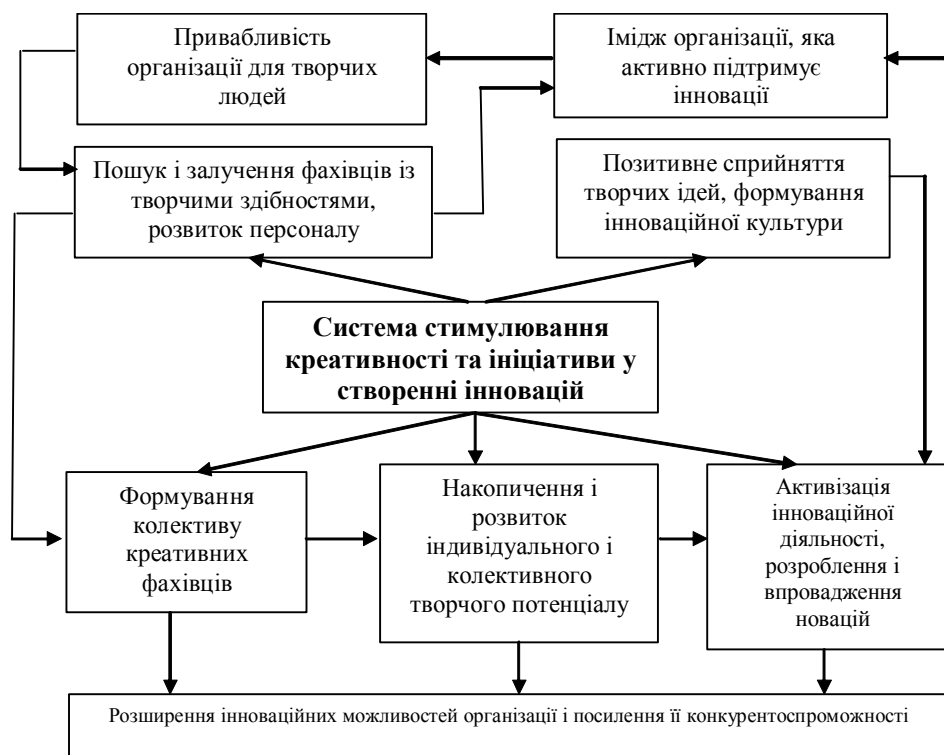 Привабливість
організації для творчих
людей
Імідж організації, яка
активно підтримує
інновації
Пошук і залучення фахівців із
творчими здібностями,
розвиток персоналу
Позитивне сприйняття
творчих ідей, формування
інноваційної культури
Система стимулювання
креативності та ініціативи у
створенні інновацій
Формування
колективу
креативних
фахівців
Накопичення і
розвиток
індивідуального і
колективного
творчого потенціалу
Активізація
інноваційної
діяльності,
розроблення і
впровадження
новацій
Розширення інноваційних можливостей організації і посилення її конкурентоспроможності